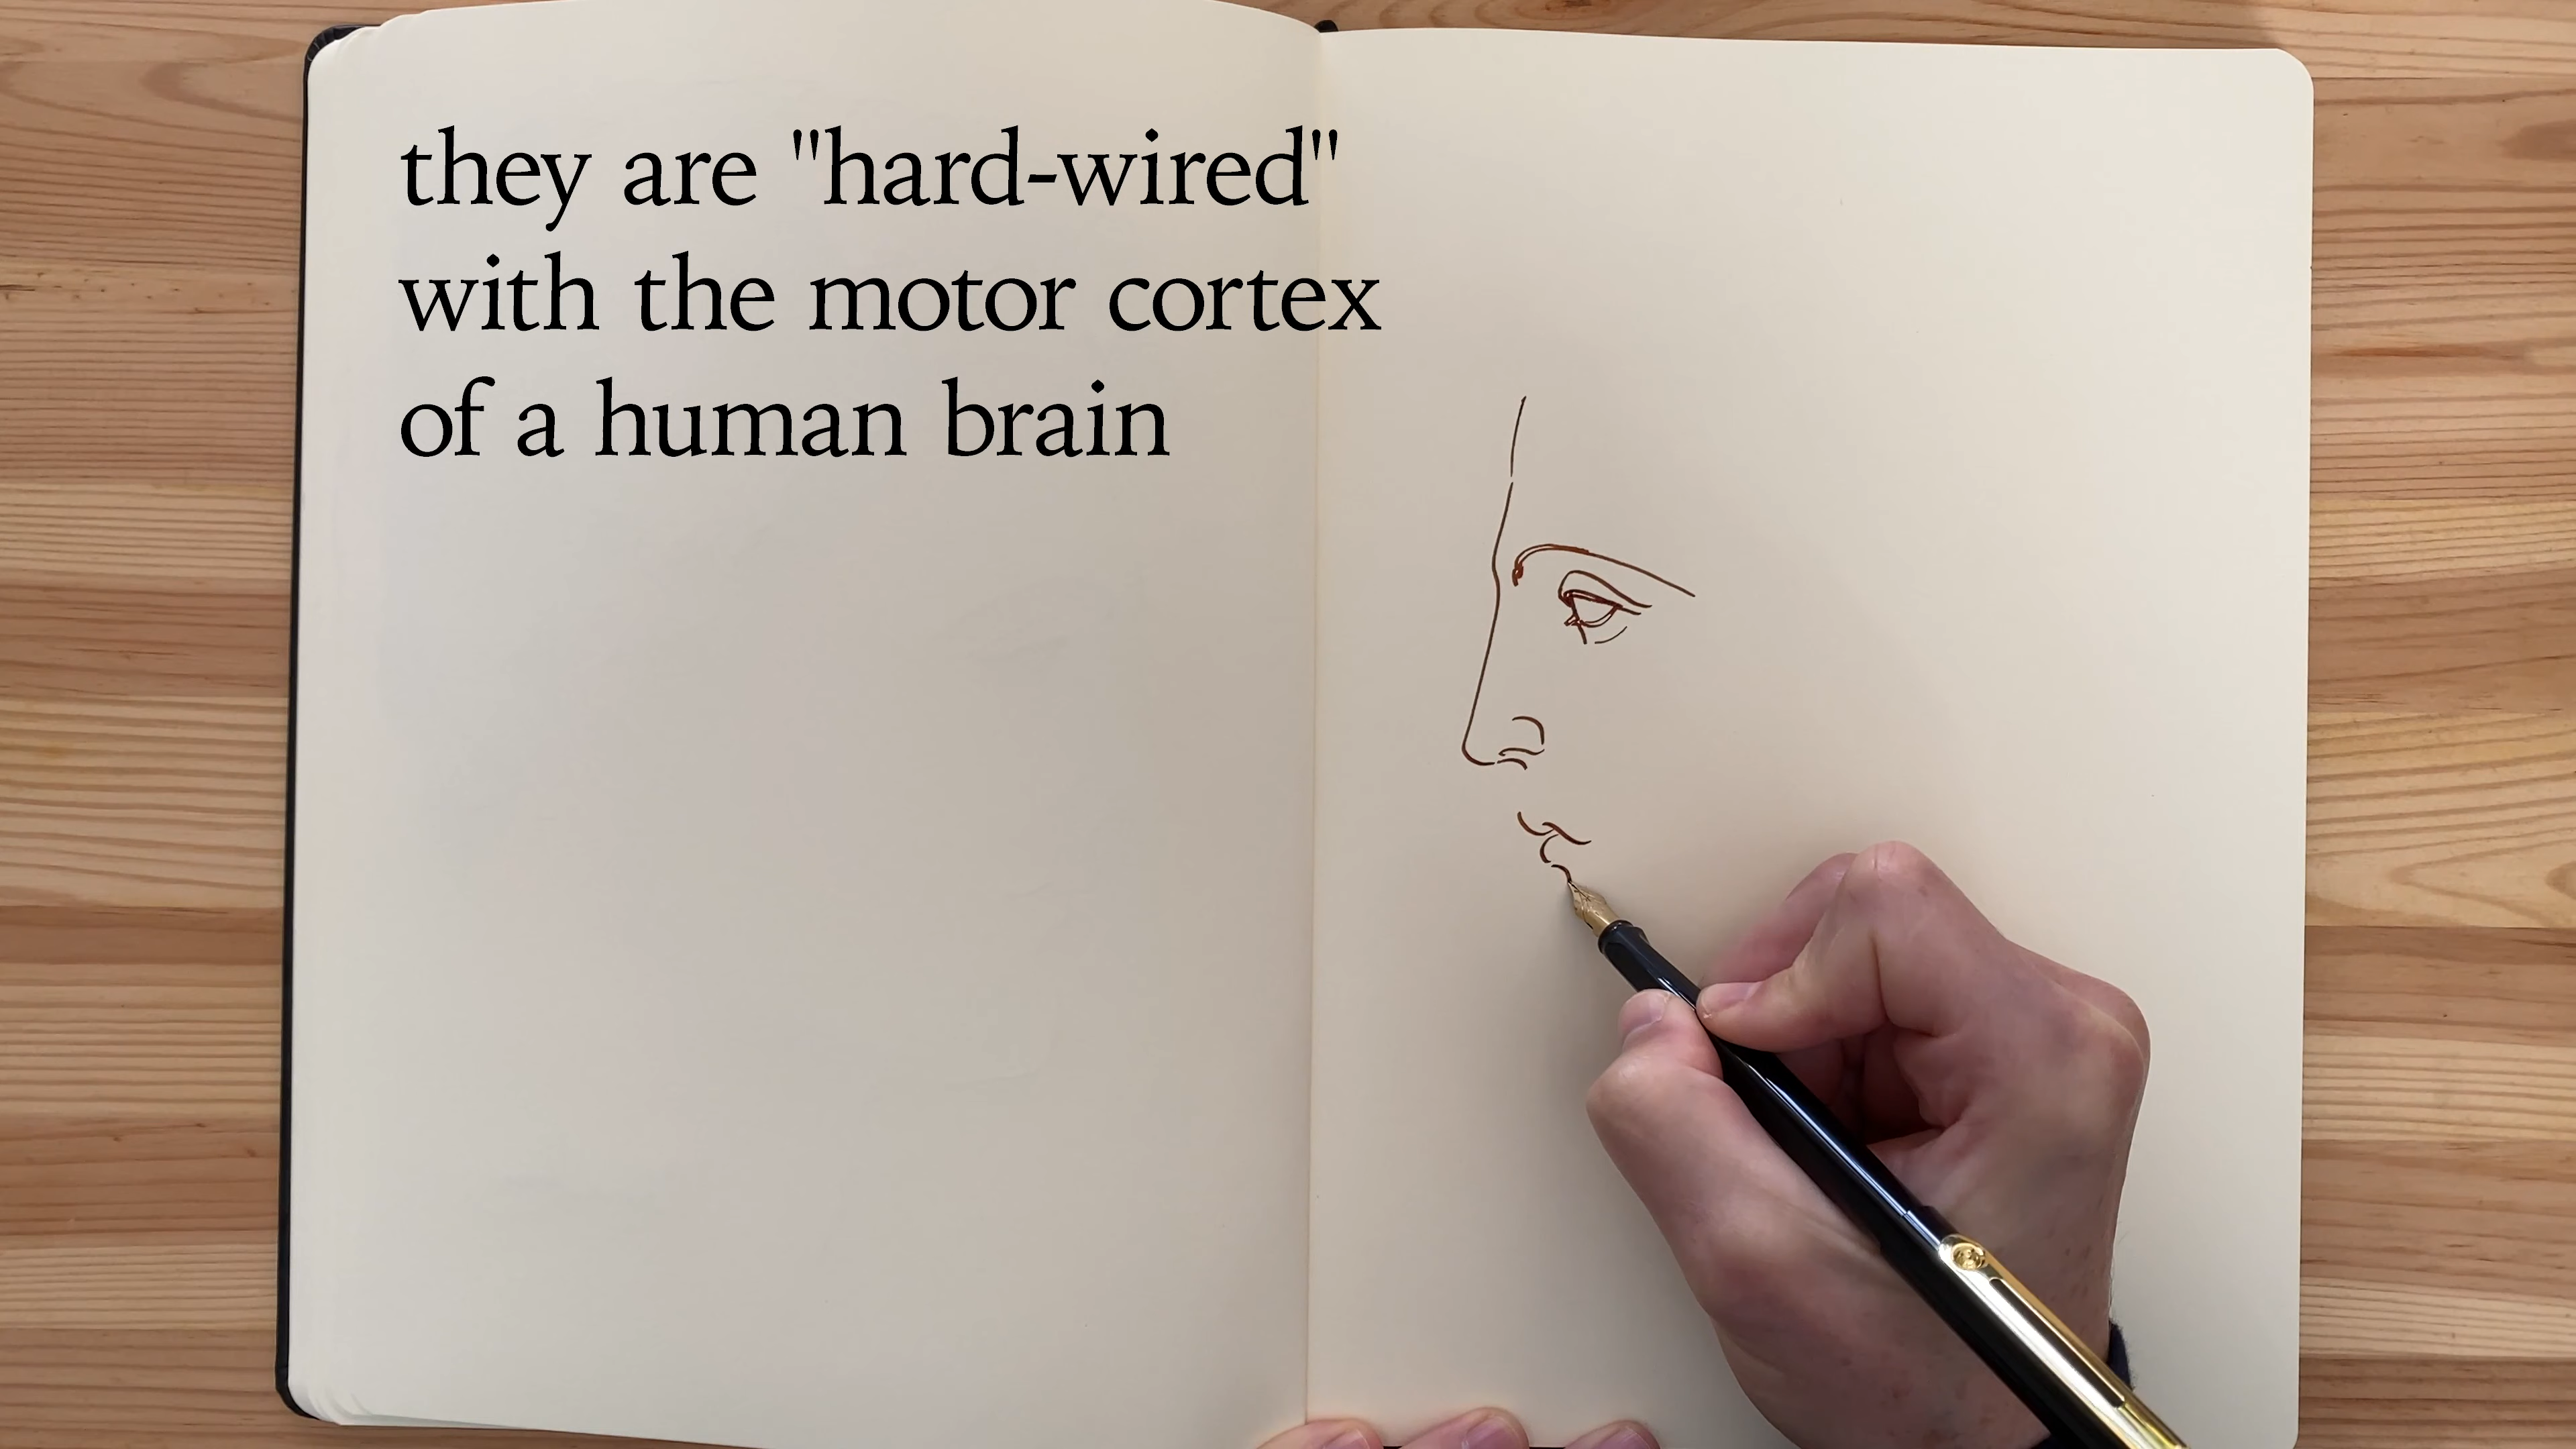 they are "hard-wired"
with the motor cortex
of a human brain